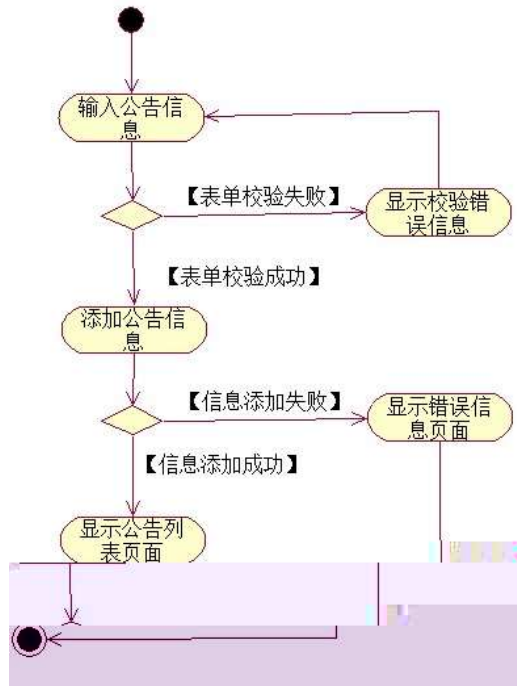 输入公告信
息
【表单校验失败】
显示校验错
误信息
【表单校验成功】
添加公告信
息
【信息添加失败】
显示错误信
息页面
【信息添加成功】
显示公告列
表页面